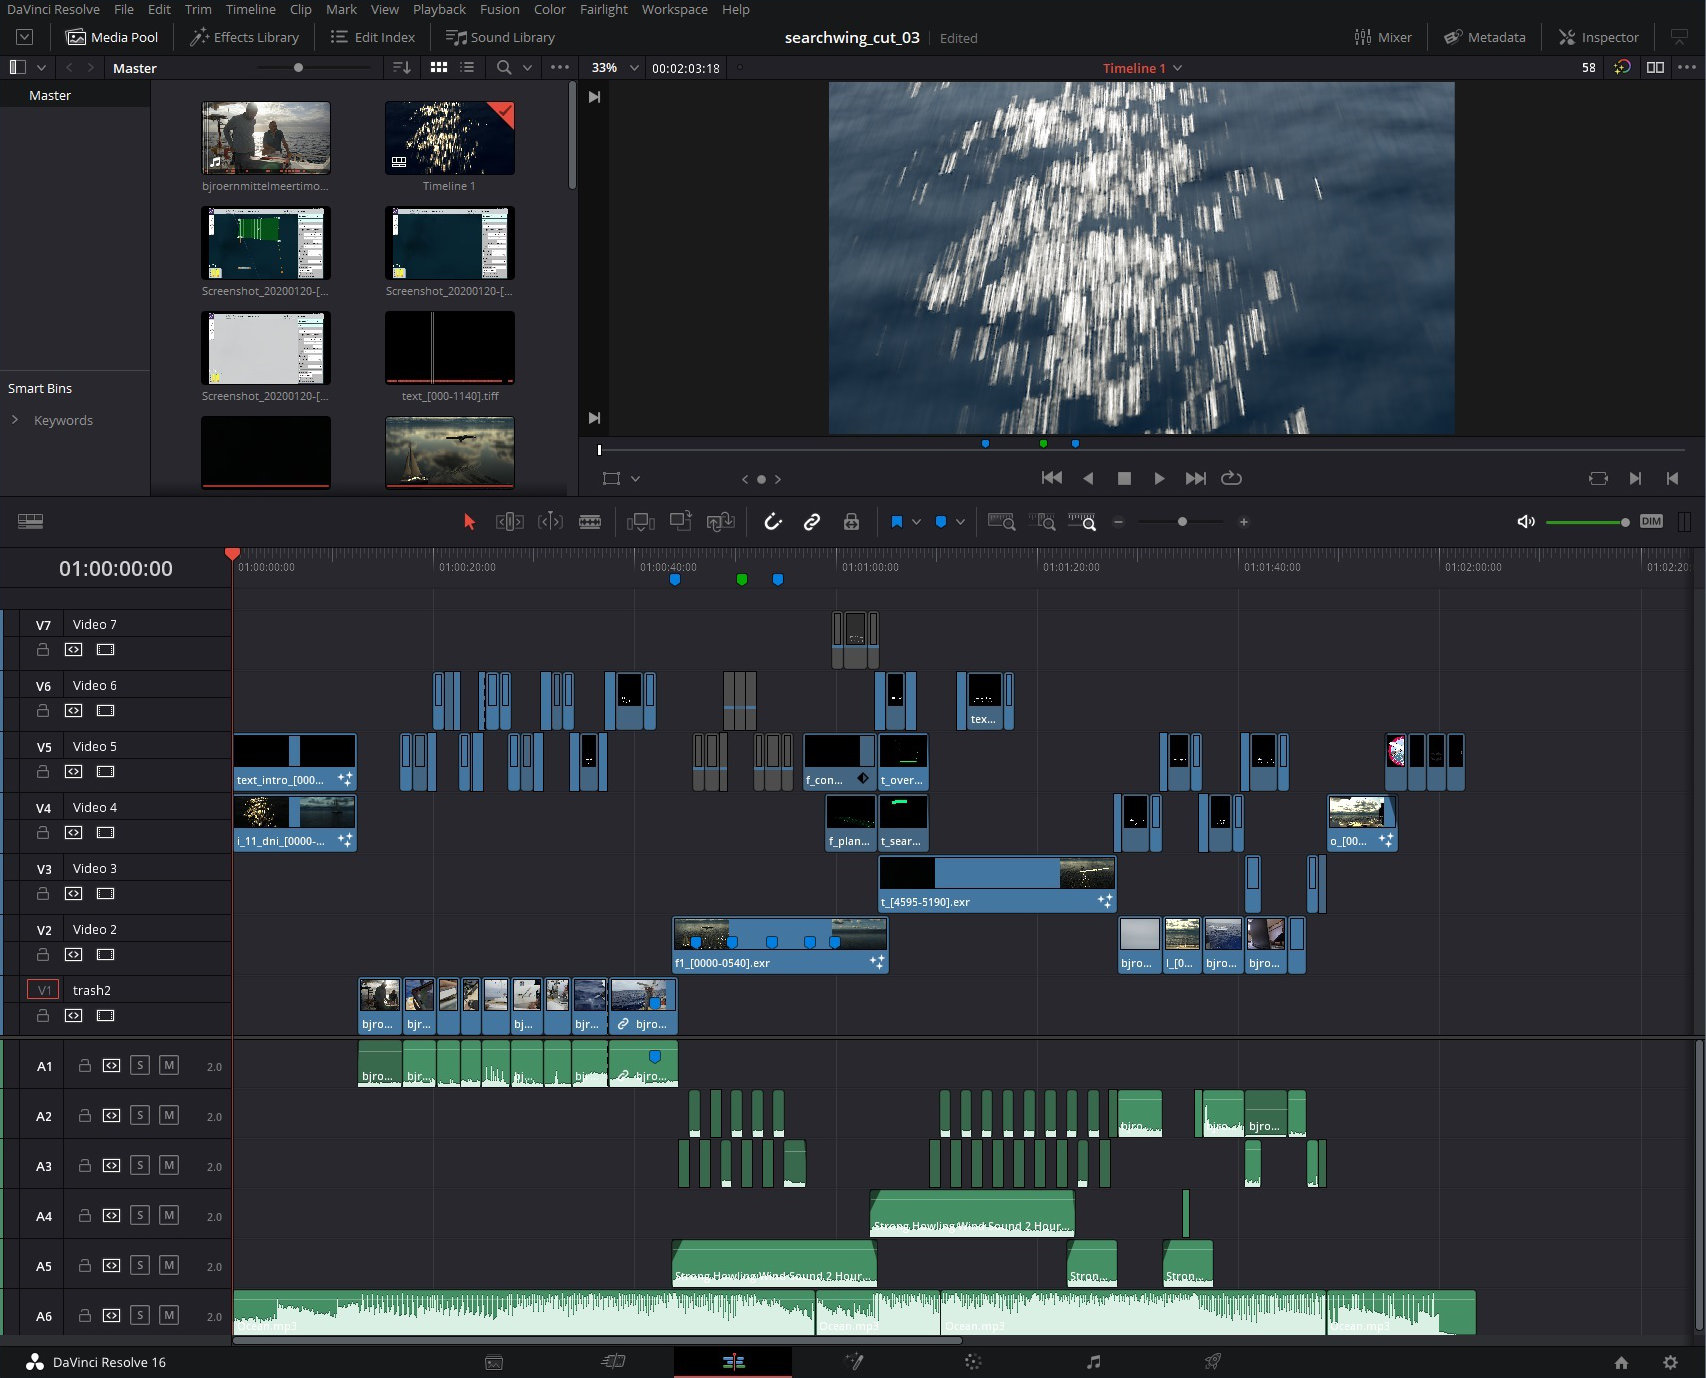 DaVinci Resolve File Edit Trim Timeline Clip Mark View Playback Fusion Color Fairlight Workspace Help
Media Pool Effects Library Edit Index Sound Library searchwing_cut_03 Edited Mixer Metadata Inspector
Master 33% 00:02:03:18 Timeline 1 58
Master
bjroernmittelmeertimo... Timeline 1
Screenshot_20200120-[... Screenshot_20200120-[...
Screenshot_20200120-[... text_[000-1140].tiff
Smart Bins
Keywords
DIM
01:00:00:00
01:00:00:00 01:00:20:00 01:00:40:00 01:01:00:00 01:01:20:00 01:01:40:00 01:02:00:00 01:02:20:
V7 Video 7
V6 Video 6
tex...
V5 Video 5
text_intro_[000... f_con... t_over...
V4 Video 4
i_11_dni_[0000-... f_plan... t_sear... o_[00...
V3 Video 3
t_[4595-5190].exr
V2 Video 2
f1_[0000-0540].exr bjro... l_[0... bjro... bjro...
V1 trash2
bjro... bjr... bj... bjr... bjro...
A1 S M 2.0
bjro... bjr... bj... bjr... bjro...
A2 S M 2.0
bjro... bjro... bjro...
A3 S M 2.0
A4 S M 2.0
Strong Howling Wind Sound 2 Hour...
A5 S M 2.0
Strong Howling Wind Sound 2 Hour... Stron... Stron...
A6 S M 2.0
Ocean.mp3 Ocean.mp3 Ocean.mp3 Ocean.mp3
DaVinci Resolve 16